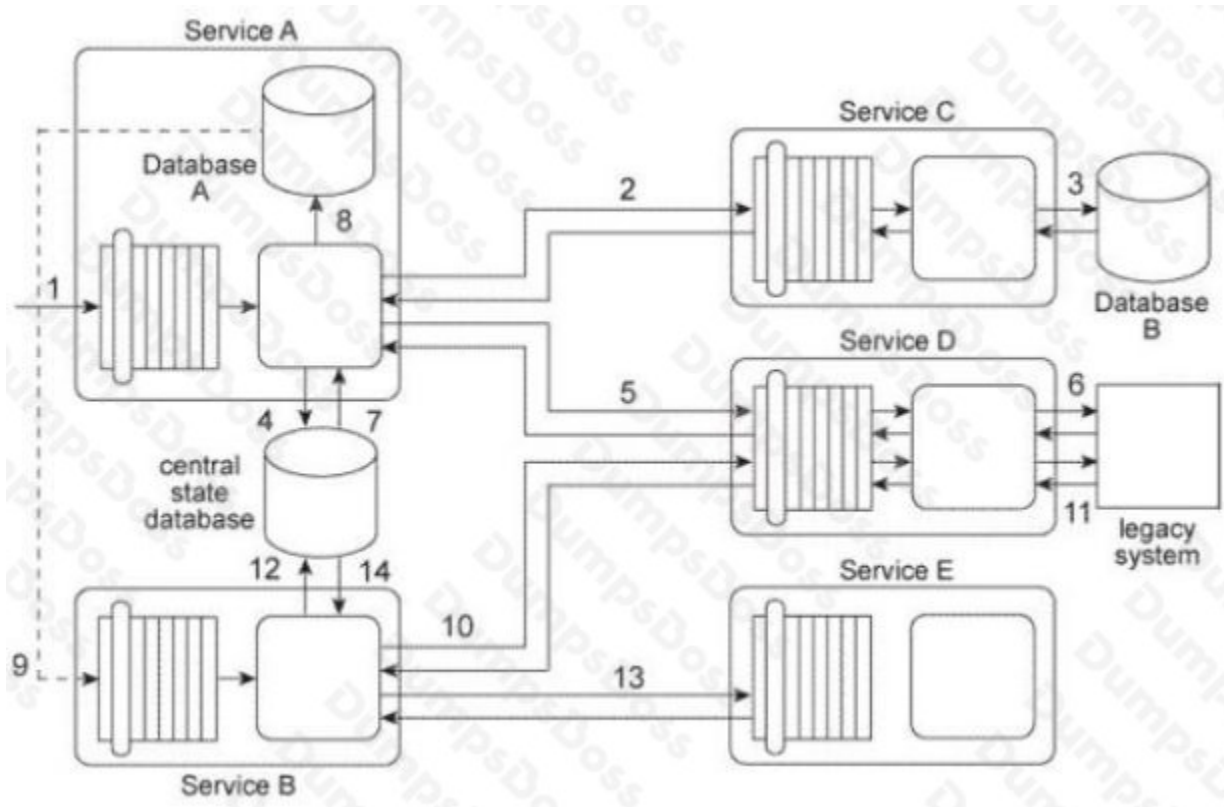 Service A
Database
A
8
1
2
Service C
3
Database
B
Service D
5
6
4
7
central
state
database
11
legacy
system
12
14
Service E
10
9
13
Service B
DumpsDoss